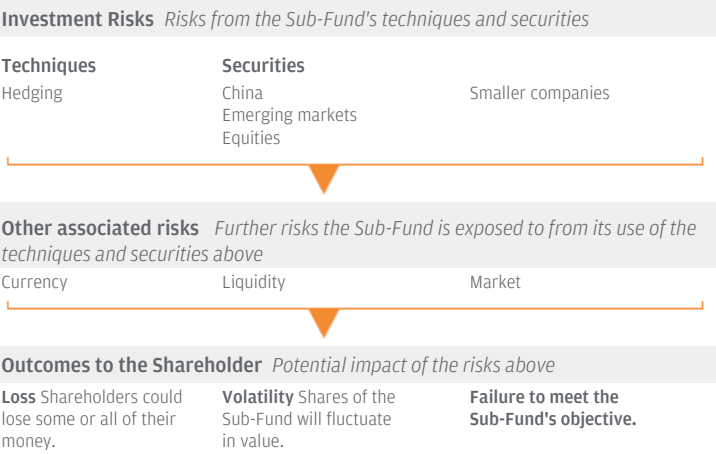 Investment Risks Risks from the Sub-Fund's techniques and securities
Techniques
Securities
Hedging
China
Smaller companies
Emerging markets
Equities
Other associated risks Further risks the Sub-Fund is exposed to from its use of the
techniques and securities above
Currency
Liquidity
Market
Outcomes to the Shareholder Potential impact of the risks above
Loss Shareholders could
lose some or all of their
money.
Volatility Shares of the
Sub-Fund will fluctuate
in value.
Failure to meet the
Sub-Fund's objective.